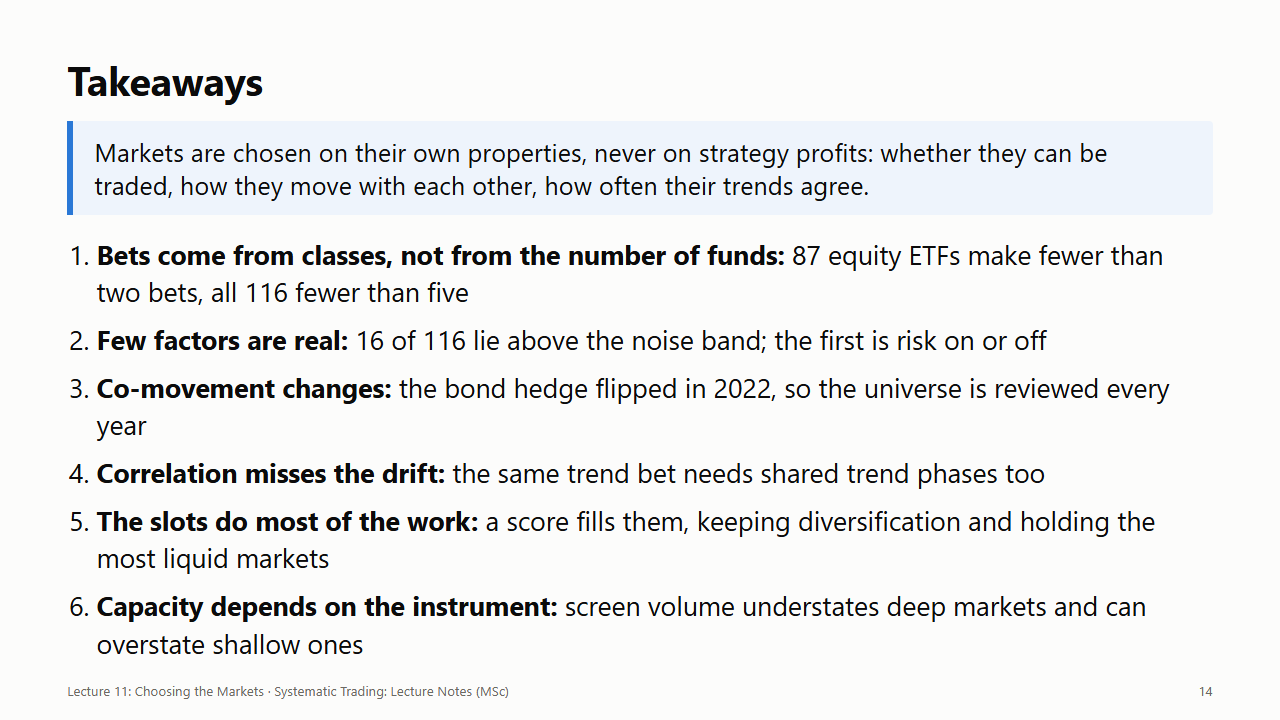 Takeaways
Markets are chosen on their own properties, never on strategy profits: whether they can be
traded, how they move with each other, how often their trends agree.
1. Bets come from classes, not from the number of funds: 87 equity ETFs make fewer than
two bets, all 116 fewer than five
2. Few factors are real: 16 of 116 lie above the noise band; the first is risk on or off
3. Co-movement changes: the bond hedge flipped in 2022, so the universe is reviewed every
year
4. Correlation misses the drift: the same trend bet needs shared trend phases too
5. The slots do most of the work: a score fills them, keeping diversification and holding the
most liquid markets
6. Capacity depends on the instrument: screen volume understates deep markets and can
overstate shallow ones
Lecture 11: Choosing the Markets · Systematic Trading: Lecture Notes (MSc)
14